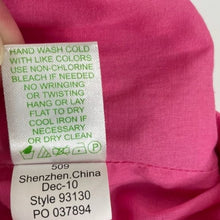 HAND WASH COLD
WITH LIKE COLORS
USE NON-CHLORINE
BLEACH IF NEEDED
NO WRINGING
OR TWISTING
HANG OR LAY
FLAT TO DRY
COOL IRON IF
NECESSARY
OR DRY CLEAN
509
Shenzhen.China
Dec-10
Style 93130
PO 037894